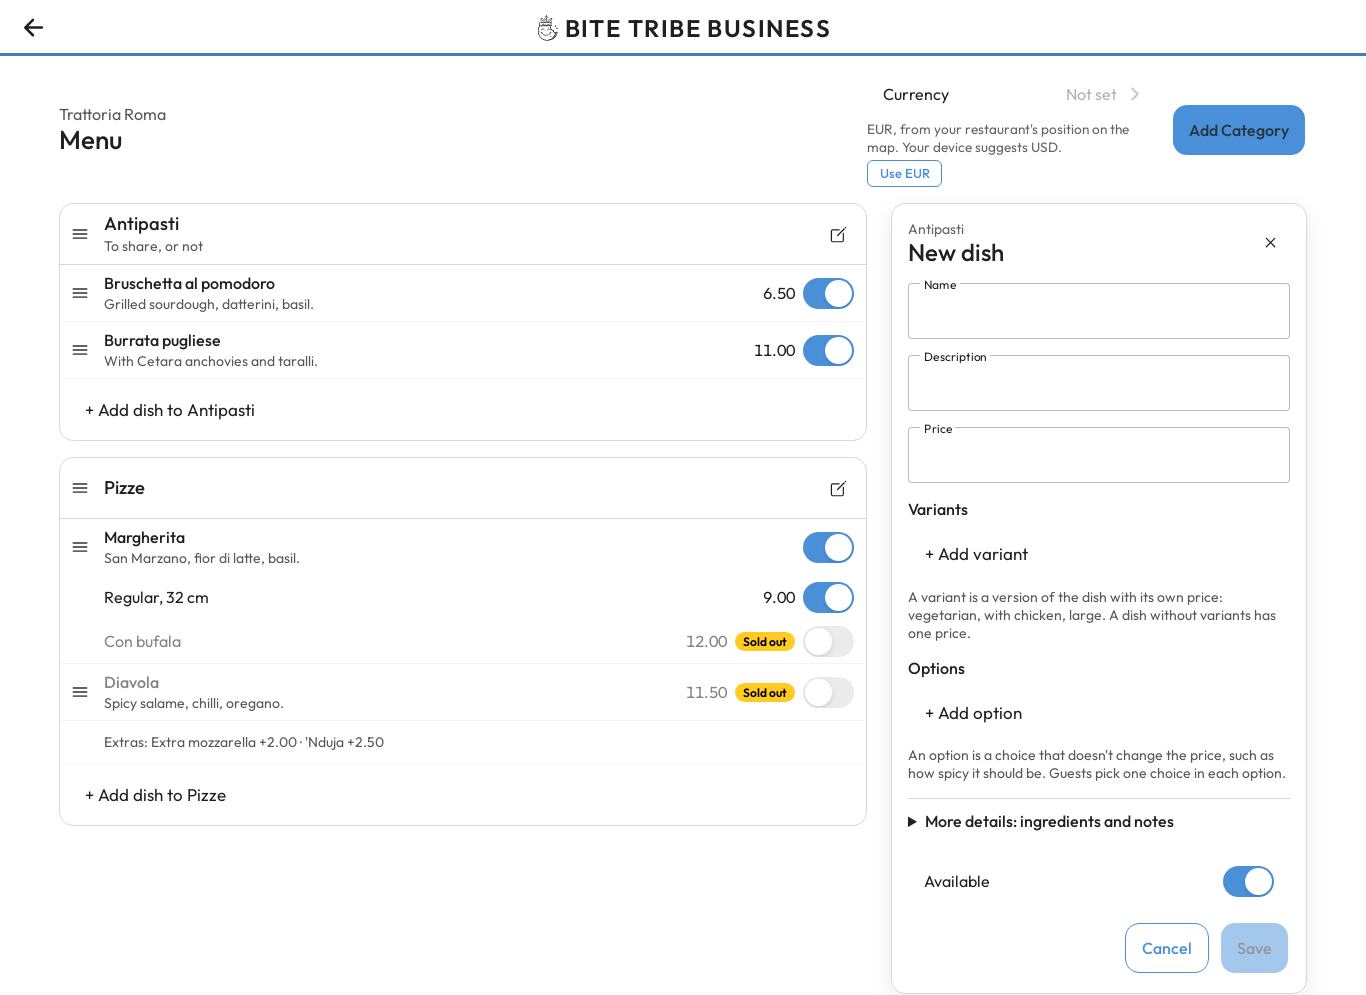 BITE TRIBE BUSINESS
Trattoria Roma
Menu
Currency
Not set
EUR, from your restaurant's position on the
map. Your device suggests USD.
Use EUR
Add Category
Antipasti
To share, or not
Bruschetta al pomodoro
Grilled sourdough, datterini, basil.
6.50
Burrata pugliese
With Cetara anchovies and taralli.
11.00
+ Add dish to Antipasti
Pizze
Margherita
San Marzano, fior di latte, basil.
Regular, 32 cm
9.00
Con bufala
12.00
Sold out
Diavola
Spicy salame, chilli, oregano.
11.50
Sold out
Extras: Extra mozzarella +2.00 · 'Nduja +2.50
+ Add dish to Pizze
Antipasti
New dish
Name
Description
Price
Variants
+ Add variant
A variant is a version of the dish with its own price:
vegetarian, with chicken, large. A dish without variants has
one price.
Options
+ Add option
An option is a choice that doesn't change the price, such as
how spicy it should be. Guests pick one choice in each option.
More details: ingredients and notes
Available
Cancel
Save